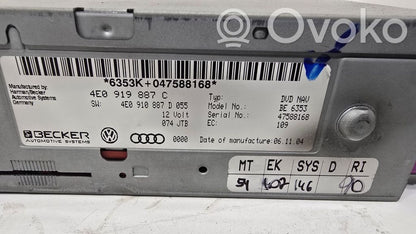 Ovoko
*6353K+047588168*
Manufactured by:
Harman/Becker
Automotive Systems
Germany
4E0 919 887 C
Typ: DVD NAV
SW: 4E0 910 887 D 055
Model No.: BE 6353
12 Volt
Serial No.: 47588168
074 JTB
EC: 109
BECKER
AUTOMOTIVE SYSTEMS
0000
Date of manufacture: 06.11.04
MT EK SYS D RI
54 146 90